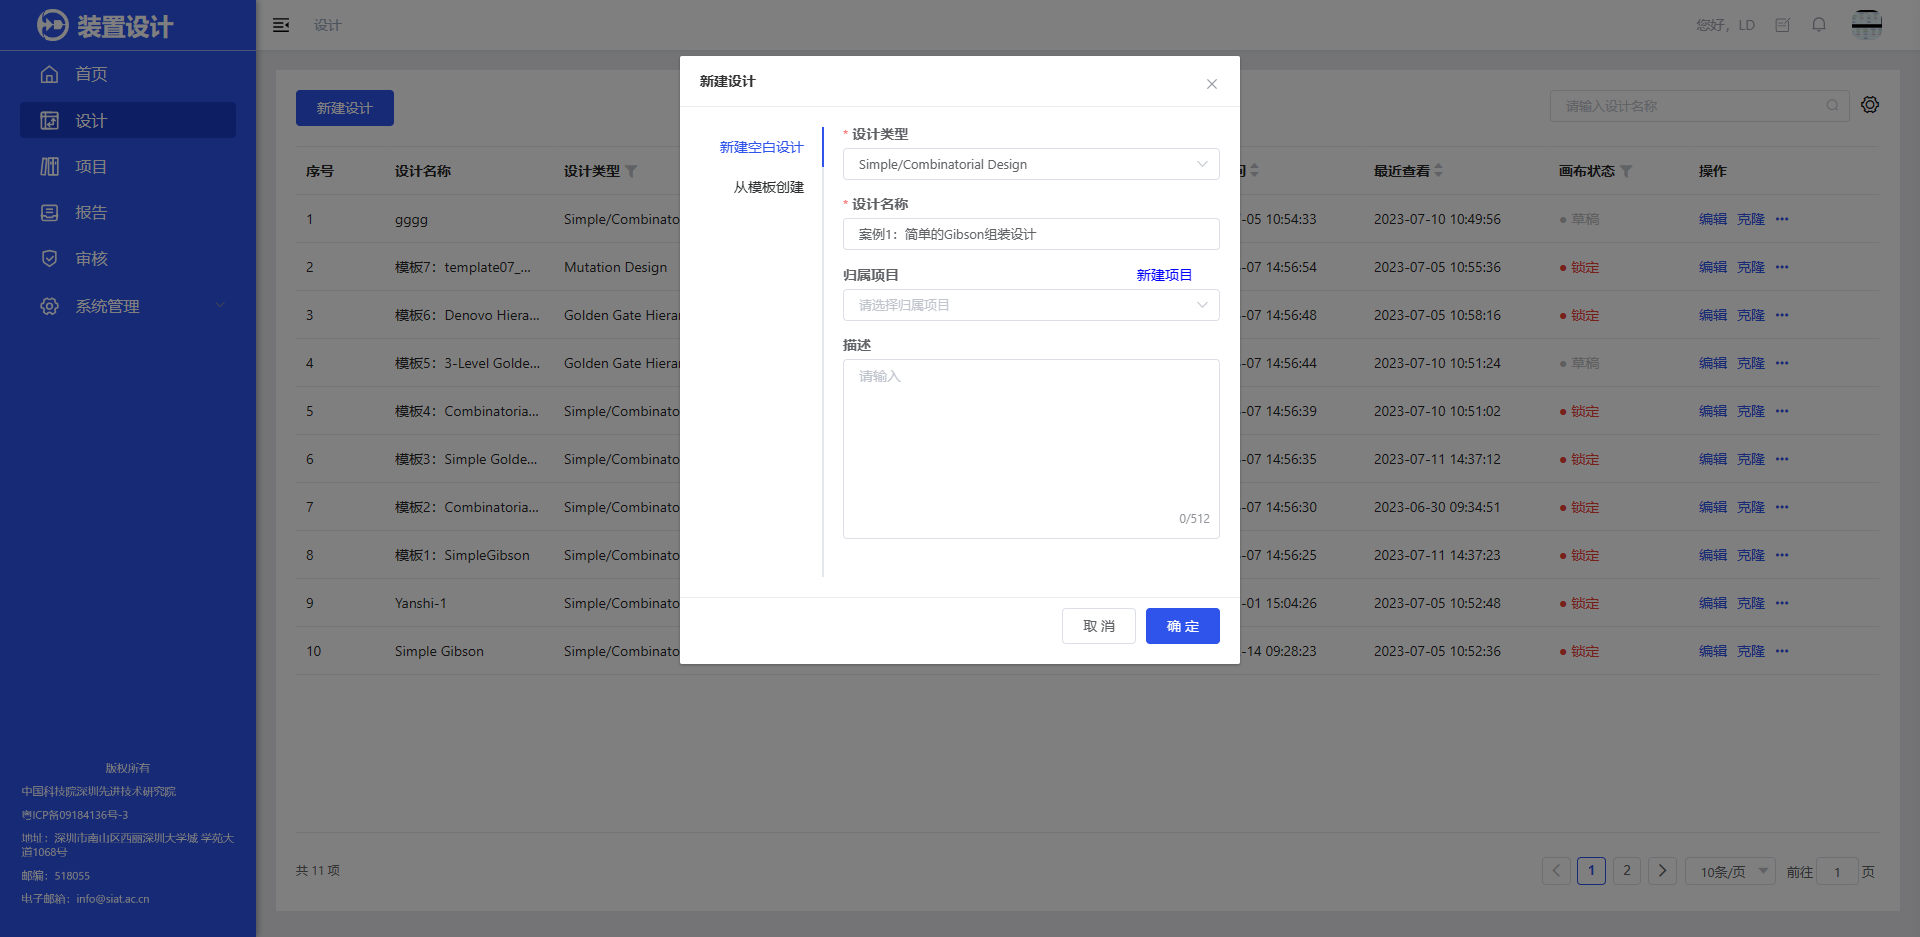 装置设计
设计
您好，LD
首页
设计
项目
报告
审核
系统管理
新建设计
请输入设计名称
新建设计
新建空白设计
从模板创建
* 设计类型
Simple/Combinatorial Design
* 设计名称
案例1：简单的Gibson组装设计
归属项目 新建项目
请选择归属项目
描述
请输入
0/512
取 消 确 定
序号 设计名称 设计类型 最近查看 画布状态 操作
1 gggg Simple/Combinato -05 10:54:33 2023-07-10 10:49:56 草稿 编辑 克隆 •••
2 模板7：template07_... Mutation Design -07 14:56:54 2023-07-05 10:55:36 锁定 编辑 克隆 •••
3 模板6：Denovo Hiera... Golden Gate Hierar -07 14:56:48 2023-07-05 10:58:16 锁定 编辑 克隆 •••
4 模板5：3-Level Golde... Golden Gate Hierar -07 14:56:44 2023-07-10 10:51:24 草稿 编辑 克隆 •••
5 模板4：Combinatoria... Simple/Combinato -07 14:56:39 2023-07-10 10:51:02 锁定 编辑 克隆 •••
6 模板3：Simple Golde... Simple/Combinato -07 14:56:35 2023-07-11 14:37:12 锁定 编辑 克隆 •••
7 模板2：Combinatoria... Simple/Combinato -07 14:56:30 2023-06-30 09:34:51 锁定 编辑 克隆 •••
8 模板1：SimpleGibson Simple/Combinato -07 14:56:25 2023-07-11 14:37:23 锁定 编辑 克隆 •••
9 Yanshi-1 Simple/Combinato -01 15:04:26 2023-07-05 10:52:48 锁定 编辑 克隆 •••
10 Simple Gibson Simple/Combinato -14 09:28:23 2023-07-05 10:52:36 锁定 编辑 克隆 •••
共 11 项
1 2 10条/页 前往 1 页
版权所有
中国科技院深圳先进技术研究院
粤ICP备09184136号-3
地址：深圳市南山区西丽深圳大学城 学苑大
道1068号
邮编：518055
电子邮箱：info@siat.ac.cn